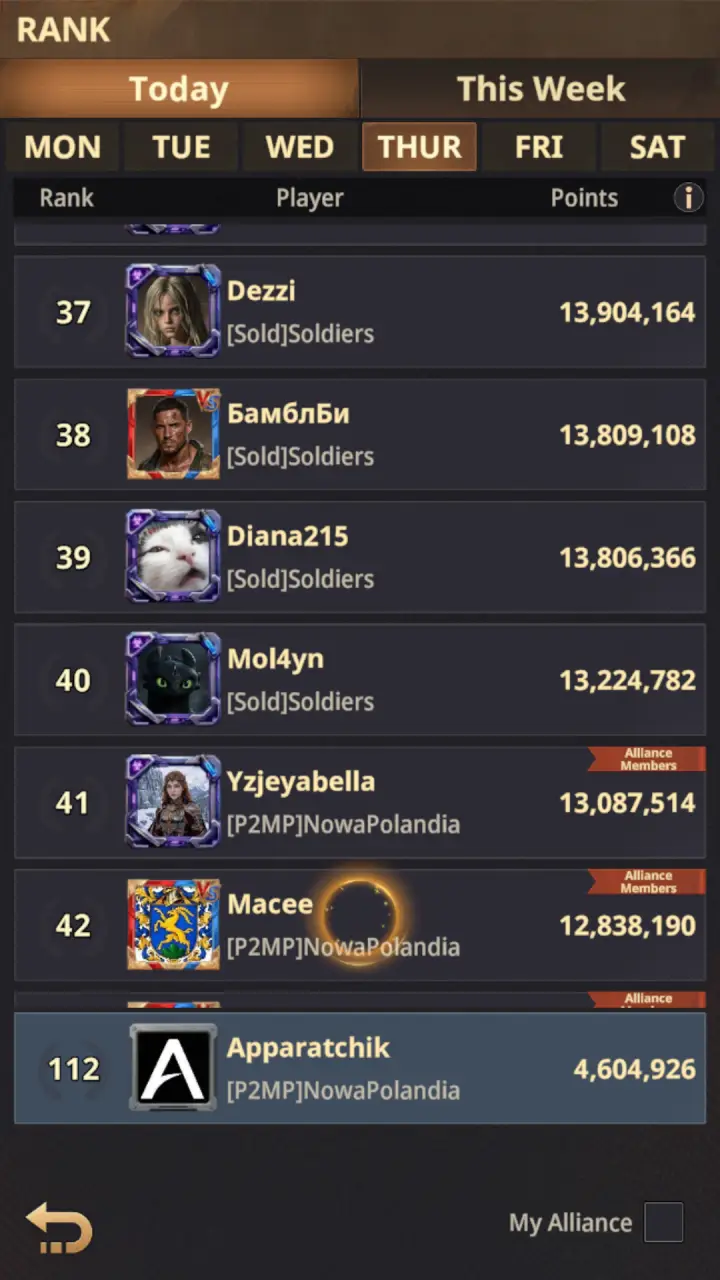 RANK
Today
This Week
MON TUE WED THUR FRI SAT
Rank Player Points i
37 Dezzi 13,904,164
[Sold]Soldiers
38 БамблБи 13,809,108
[Sold]Soldiers
39 Diana215 13,806,366
[Sold]Soldiers
40 Mol4yn 13,224,782
[Sold]Soldiers
Alliance
Members
41 Yzjeyabella 13,087,514
[P2MP]NowaPolandia
Alliance
Members
42 Macee 12,838,190
[P2MP]NowaPolandia
Alliance
112 Apparatchik 4,604,926
[P2MP]NowaPolandia
My Alliance